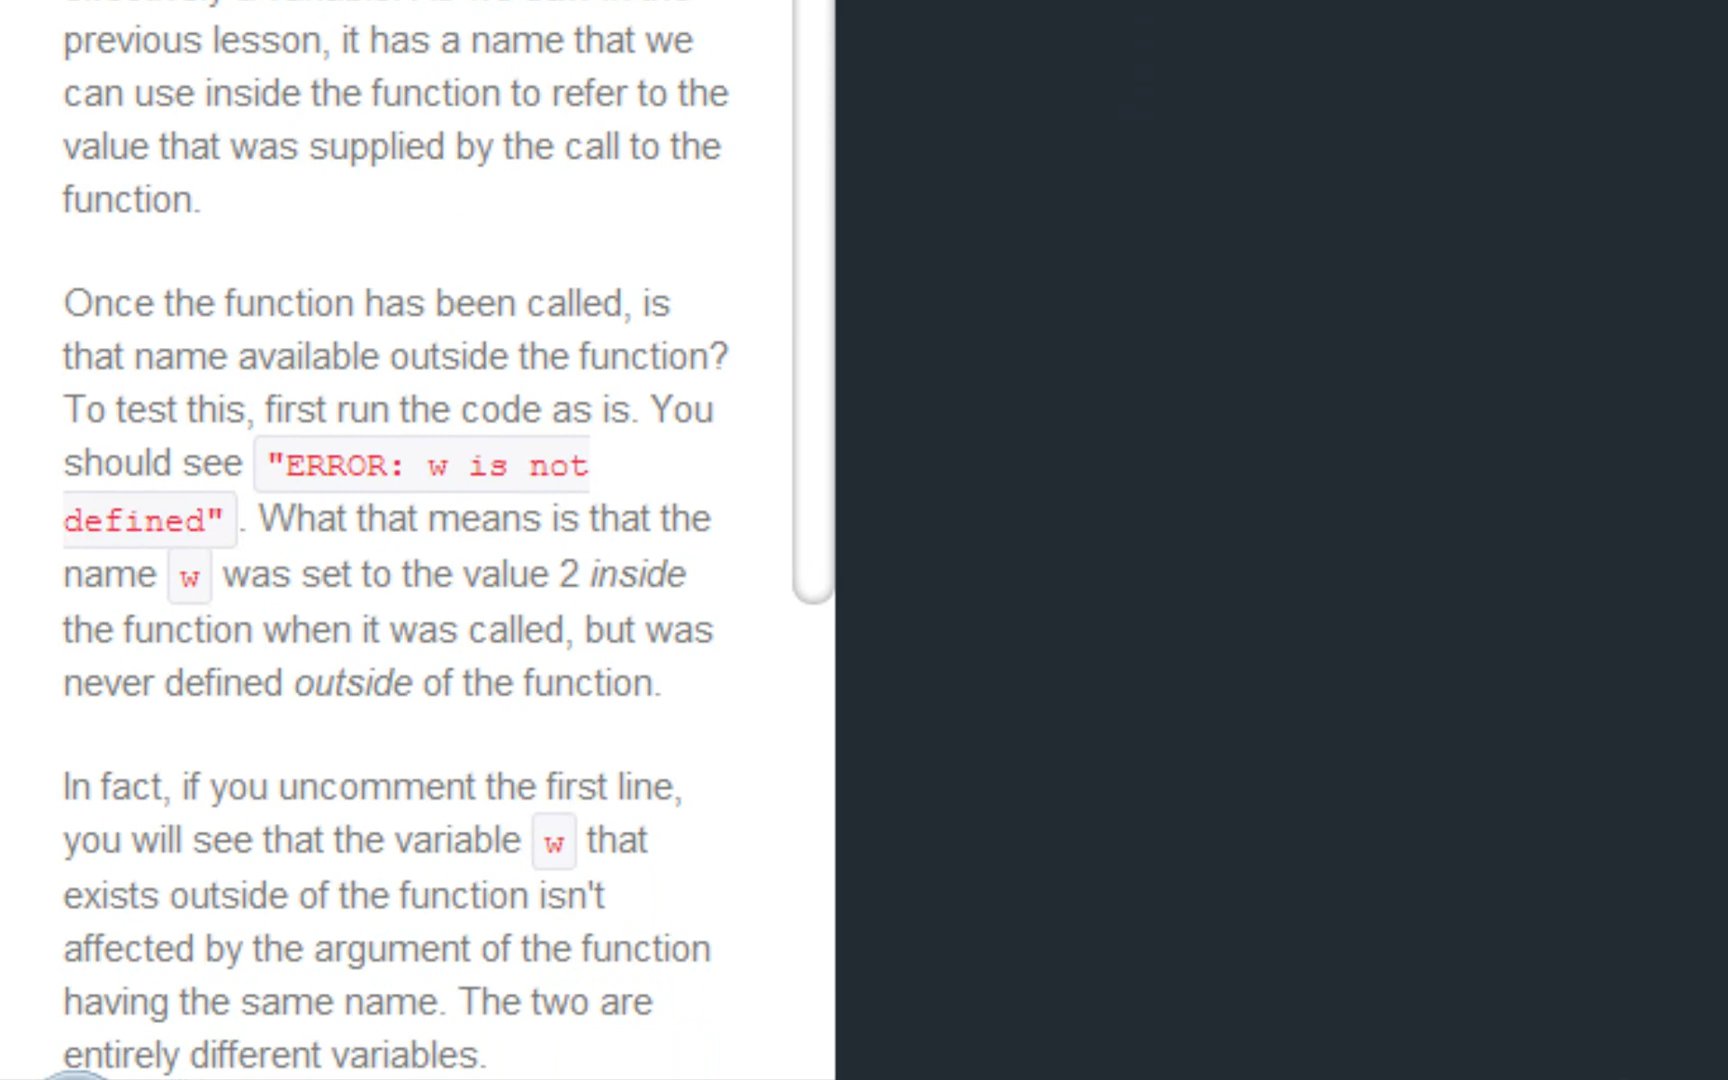 previous lesson, it has a name that we
can use inside the function to refer to the
value that was supplied by the call to the
function.
Once the function has been called, is
that name available outside the function?
To test this, first run the code as is. You
should see "ERROR: w is not
defined" . What that means is that the
name w was set to the value 2 inside
the function when it was called, but was
never defined outside of the function.
In fact, if you uncomment the first line,
you will see that the variable w that
exists outside of the function isn't
affected by the argument of the function
having the same name. The two are
entirely different variables.